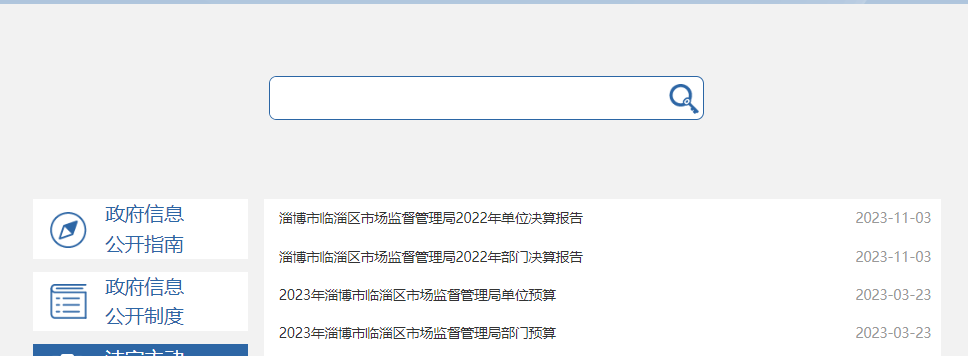 政府信息
公开指南
政府信息
公开制度
法定主动
淄博市临淄区市场监督管理局2022年单位决算报告 2023-11-03
淄博市临淄区市场监督管理局2022年部门决算报告 2023-11-03
2023年淄博市临淄区市场监督管理局单位预算 2023-03-23
2023年淄博市临淄区市场监督管理局部门预算 2023-03-23